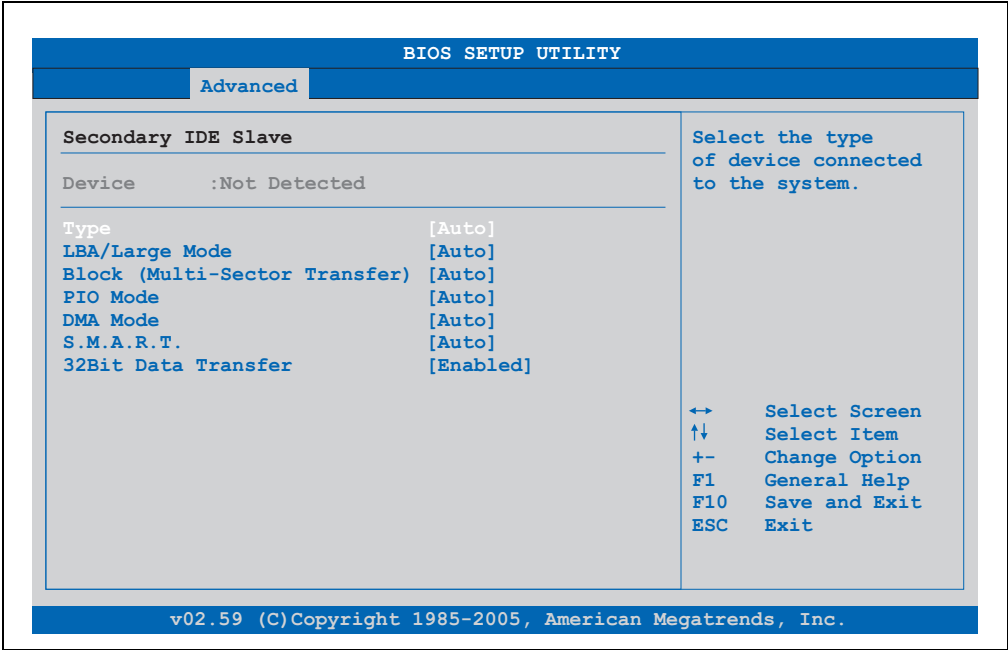 BIOS SETUP UTILITY
Advanced
Secondary IDE Slave
Device :Not Detected
Type [Auto]
LBA/Large Mode [Auto]
Block (Multi-Sector Transfer) [Auto]
PIO Mode [Auto]
DMA Mode [Auto]
S.M.A.R.T. [Auto]
32Bit Data Transfer [Enabled]
Select the type
of device connected
to the system.
↔ Select Screen
↑↓ Select Item
+- Change Option
F1 General Help
F10 Save and Exit
ESC Exit
v02.59 (C)Copyright 1985-2005, American Megatrends, Inc.